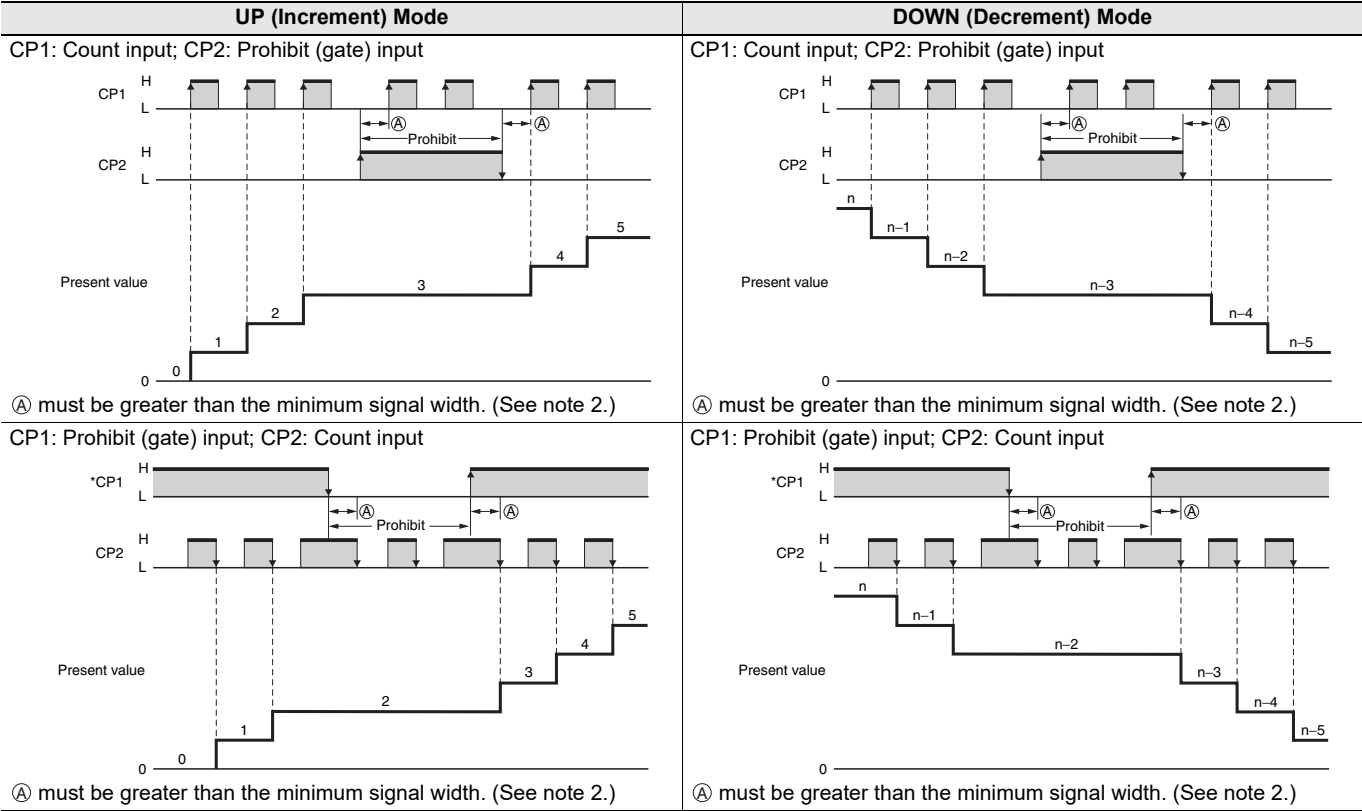 UP (Increment) Mode
DOWN (Decrement) Mode
CP1: Count input; CP2: Prohibit (gate) input
CP1
H
L
Ⓐ
Ⓐ
Prohibit
CP2
H
L
Present value
0
0
1
2
3
4
5
Ⓐ must be greater than the minimum signal width. (See note 2.)
CP1: Count input; CP2: Prohibit (gate) input
CP1
H
L
Ⓐ
Ⓐ
Prohibit
CP2
H
L
Present value
n
n–1
n–2
n–3
n–4
n–5
0
Ⓐ must be greater than the minimum signal width. (See note 2.)
CP1: Prohibit (gate) input; CP2: Count input
*CP1
H
L
Ⓐ
Ⓐ
Prohibit
CP2
H
L
Present value
0
0
1
2
3
4
5
Ⓐ must be greater than the minimum signal width. (See note 2.)
CP1: Prohibit (gate) input; CP2: Count input
*CP1
H
L
Ⓐ
Ⓐ
Prohibit
CP2
H
L
Present value
n
n–1
n–2
n–3
n–4
n–5
0
Ⓐ must be greater than the minimum signal width. (See note 2.)